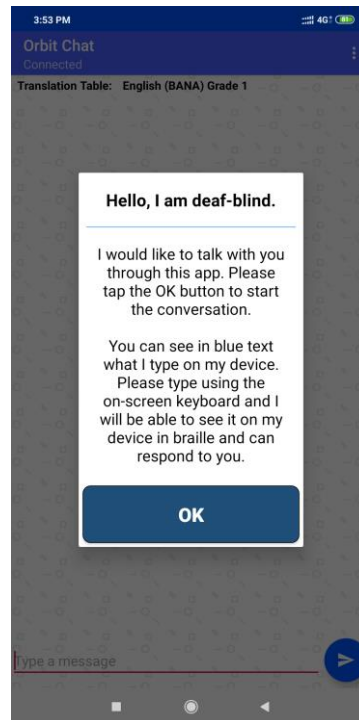 3:53 PM 4G 61
Orbit Chat
Connected
Translation Table: English (BANA) Grade 1
Hello, I am deaf-blind.
I would like to talk with you
through this app. Please
tap the OK button to start
the conversation.
You can see in blue text
what I type on my device.
Please type using the
on-screen keyboard and I
will be able to see it on my
device in braille and can
respond to you.
OK
Type a message